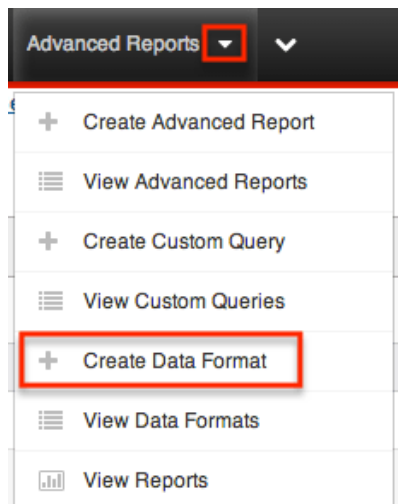 Advanced Reports
Create Advanced Report
View Advanced Reports
Create Custom Query
View Custom Queries
Create Data Format
View Data Formats
View Reports